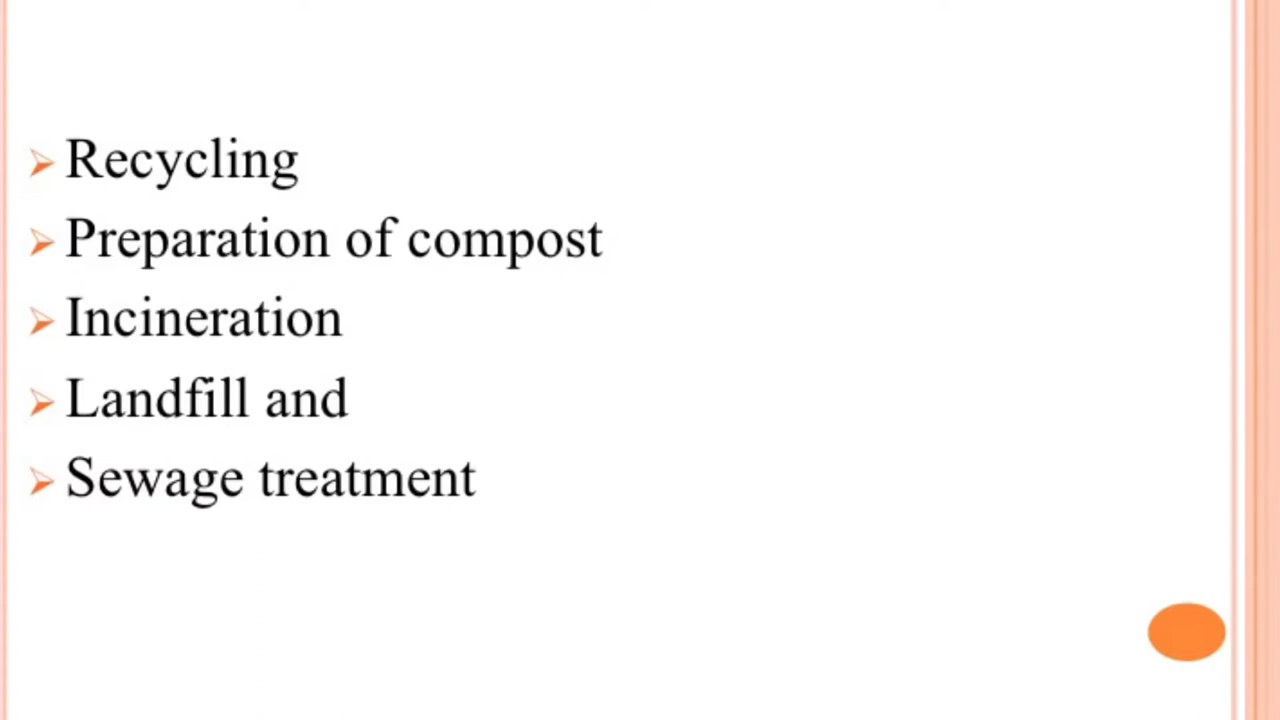 Recycling
Preparation of compost
Incineration
Landfill and
Sewage treatment